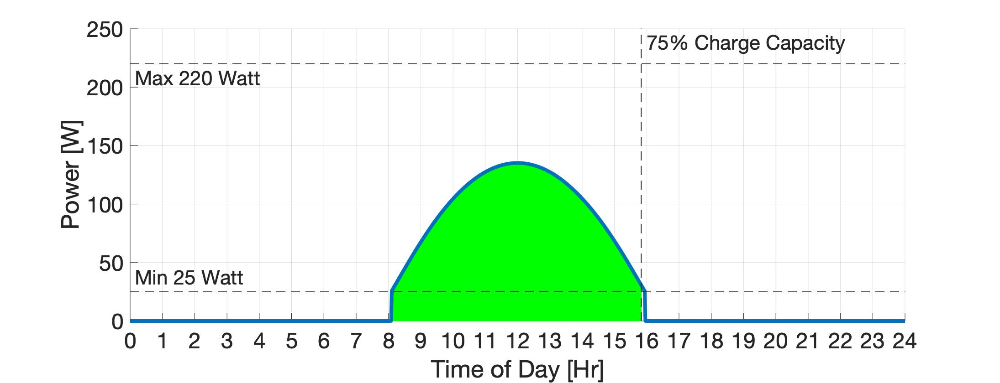 250
75% Charge Capacity
Max 220 Watt
200
150
100
50
Min 25 Watt
0
Power [W]
0 1 2 3 4 5 6 7 8 9 10 11 12 13 14 15 16 17 18 19 20 21 22 23 24
Time of Day [Hr]